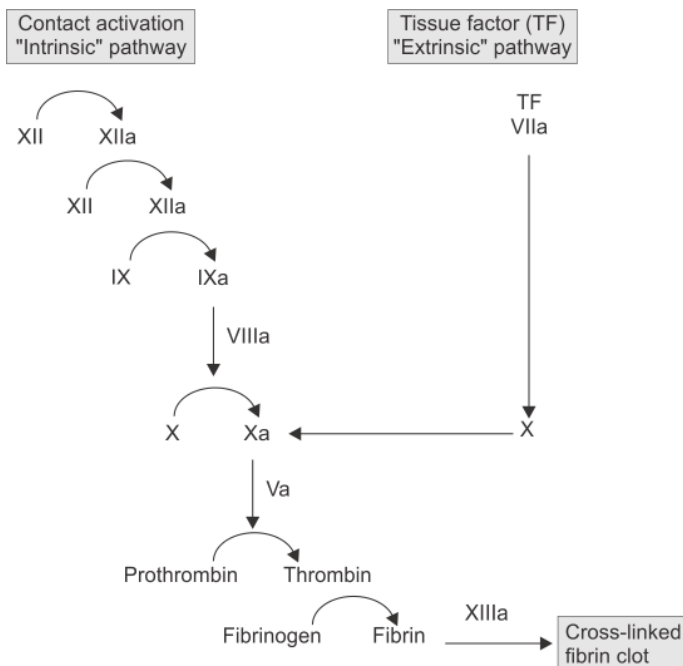 Contact activation
"Intrinsic" pathway
Tissue factor (TF)
"Extrinsic" pathway
TF
VIIa
XII XIIa
XII XIIa
IX IXa
VIIIa
X Xa X
Va
Prothrombin Thrombin
Fibrinogen Fibrin XIIIa
Cross-linked
fibrin clot